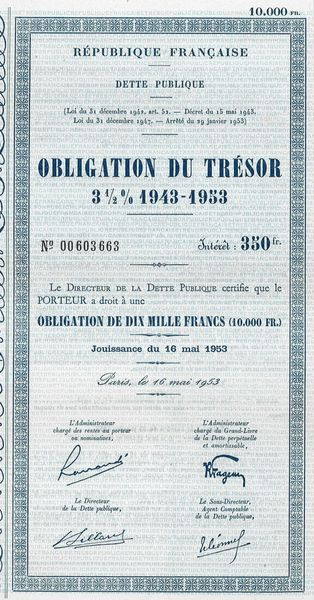 10.000 FR.
RÉPUBLIQUE FRANÇAISE
DETTE PUBLIQUE
(Loi du 31 décembre 1942, art. 51. — Décret du 15 mai 1943.
Loi du 31 décembre 1947. — Arrêté du 29 janvier 1953)
OBLIGATION DU TRÉSOR
3 ½ % 1943-1953
Nº 00603663 Intérêt: 350 fr.
Le DIRECTEUR DE LA DETTE PUBLIQUE certifie que le
PORTEUR a droit à une
OBLIGATION DE DIX MILLE FRANCS (10.000 FR.)
Jouissance du 16 mai 1953
Paris, le 16 mai 1953
L'Administrateur
chargé des rentes au porteur
ou nominatives,
L'Administrateur
chargé du Grand-Livre
de la Dette perpétuelle
et amortissable,
Le Directeur
de la Dette publique,
Le Sous-Directeur,
Agent Comptable
de la Dette publique,